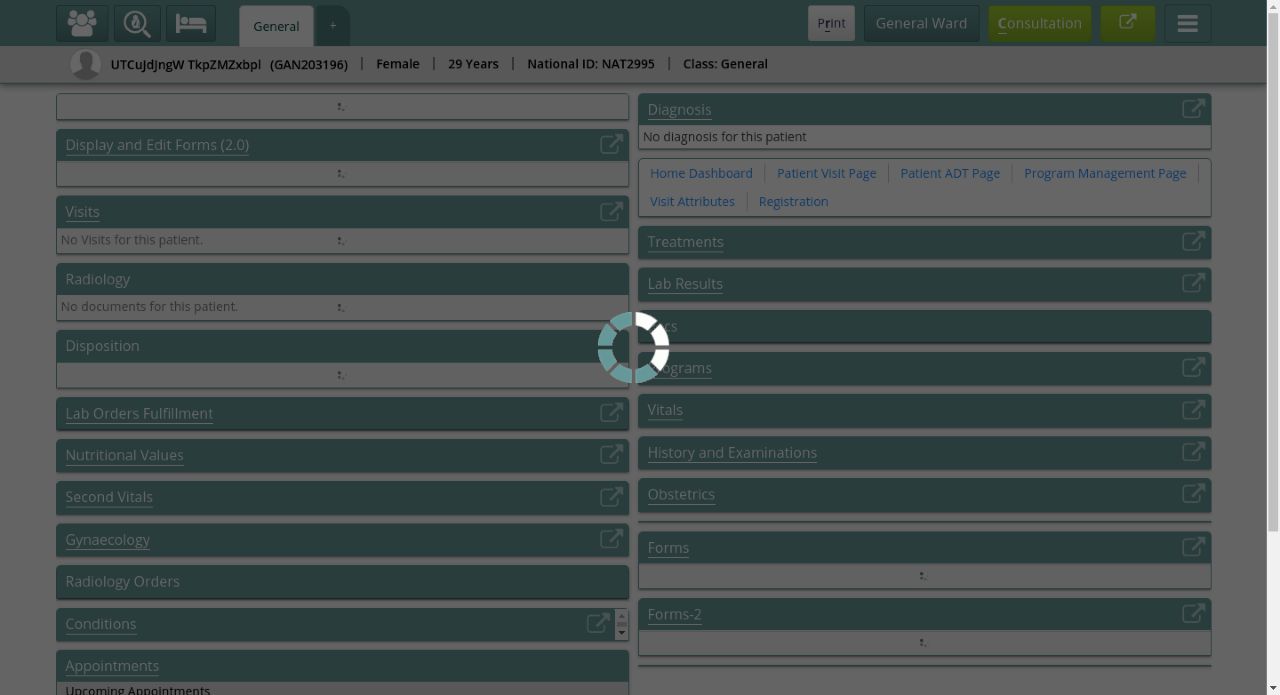 General
+
Print
General Ward
Consultation
UTCuJdJngW TkpZMZxbpl (GAN203196) | Female | 29 Years | National ID: NAT2995 | Class: General
Display and Edit Forms (2.0)
Visits
No Visits for this patient.
Radiology
No documents for this patient.
Disposition
Lab Orders Fulfillment
Nutritional Values
Second Vitals
Gynaecology
Radiology Orders
Conditions
Appointments
Upcoming Appointments
Diagnosis
No diagnosis for this patient
Home Dashboard | Patient Visit Page | Patient ADT Page | Program Management Page |
Visit Attributes | Registration
Treatments
Lab Results
Vitals
History and Examinations
Obstetrics
Forms
Forms-2